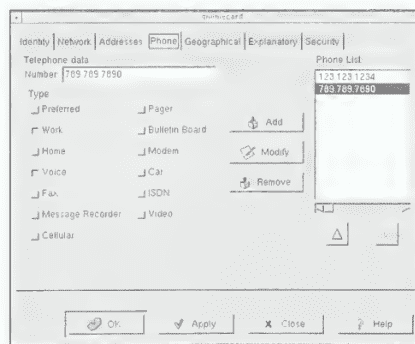 Identity Network Addresses Phone Geographical Explanatory Security
Telephone data
Number 789.789.7890
Type
Preferred
Work
Home
Voice
Fax
Message Recorder
Cellular
Pager
Bulletin Board
Modem
Car
ISDN
Video
Add
Modify
Remove
Phone List
123.123.1234
789.789.7890
OK Apply X Close ? Help